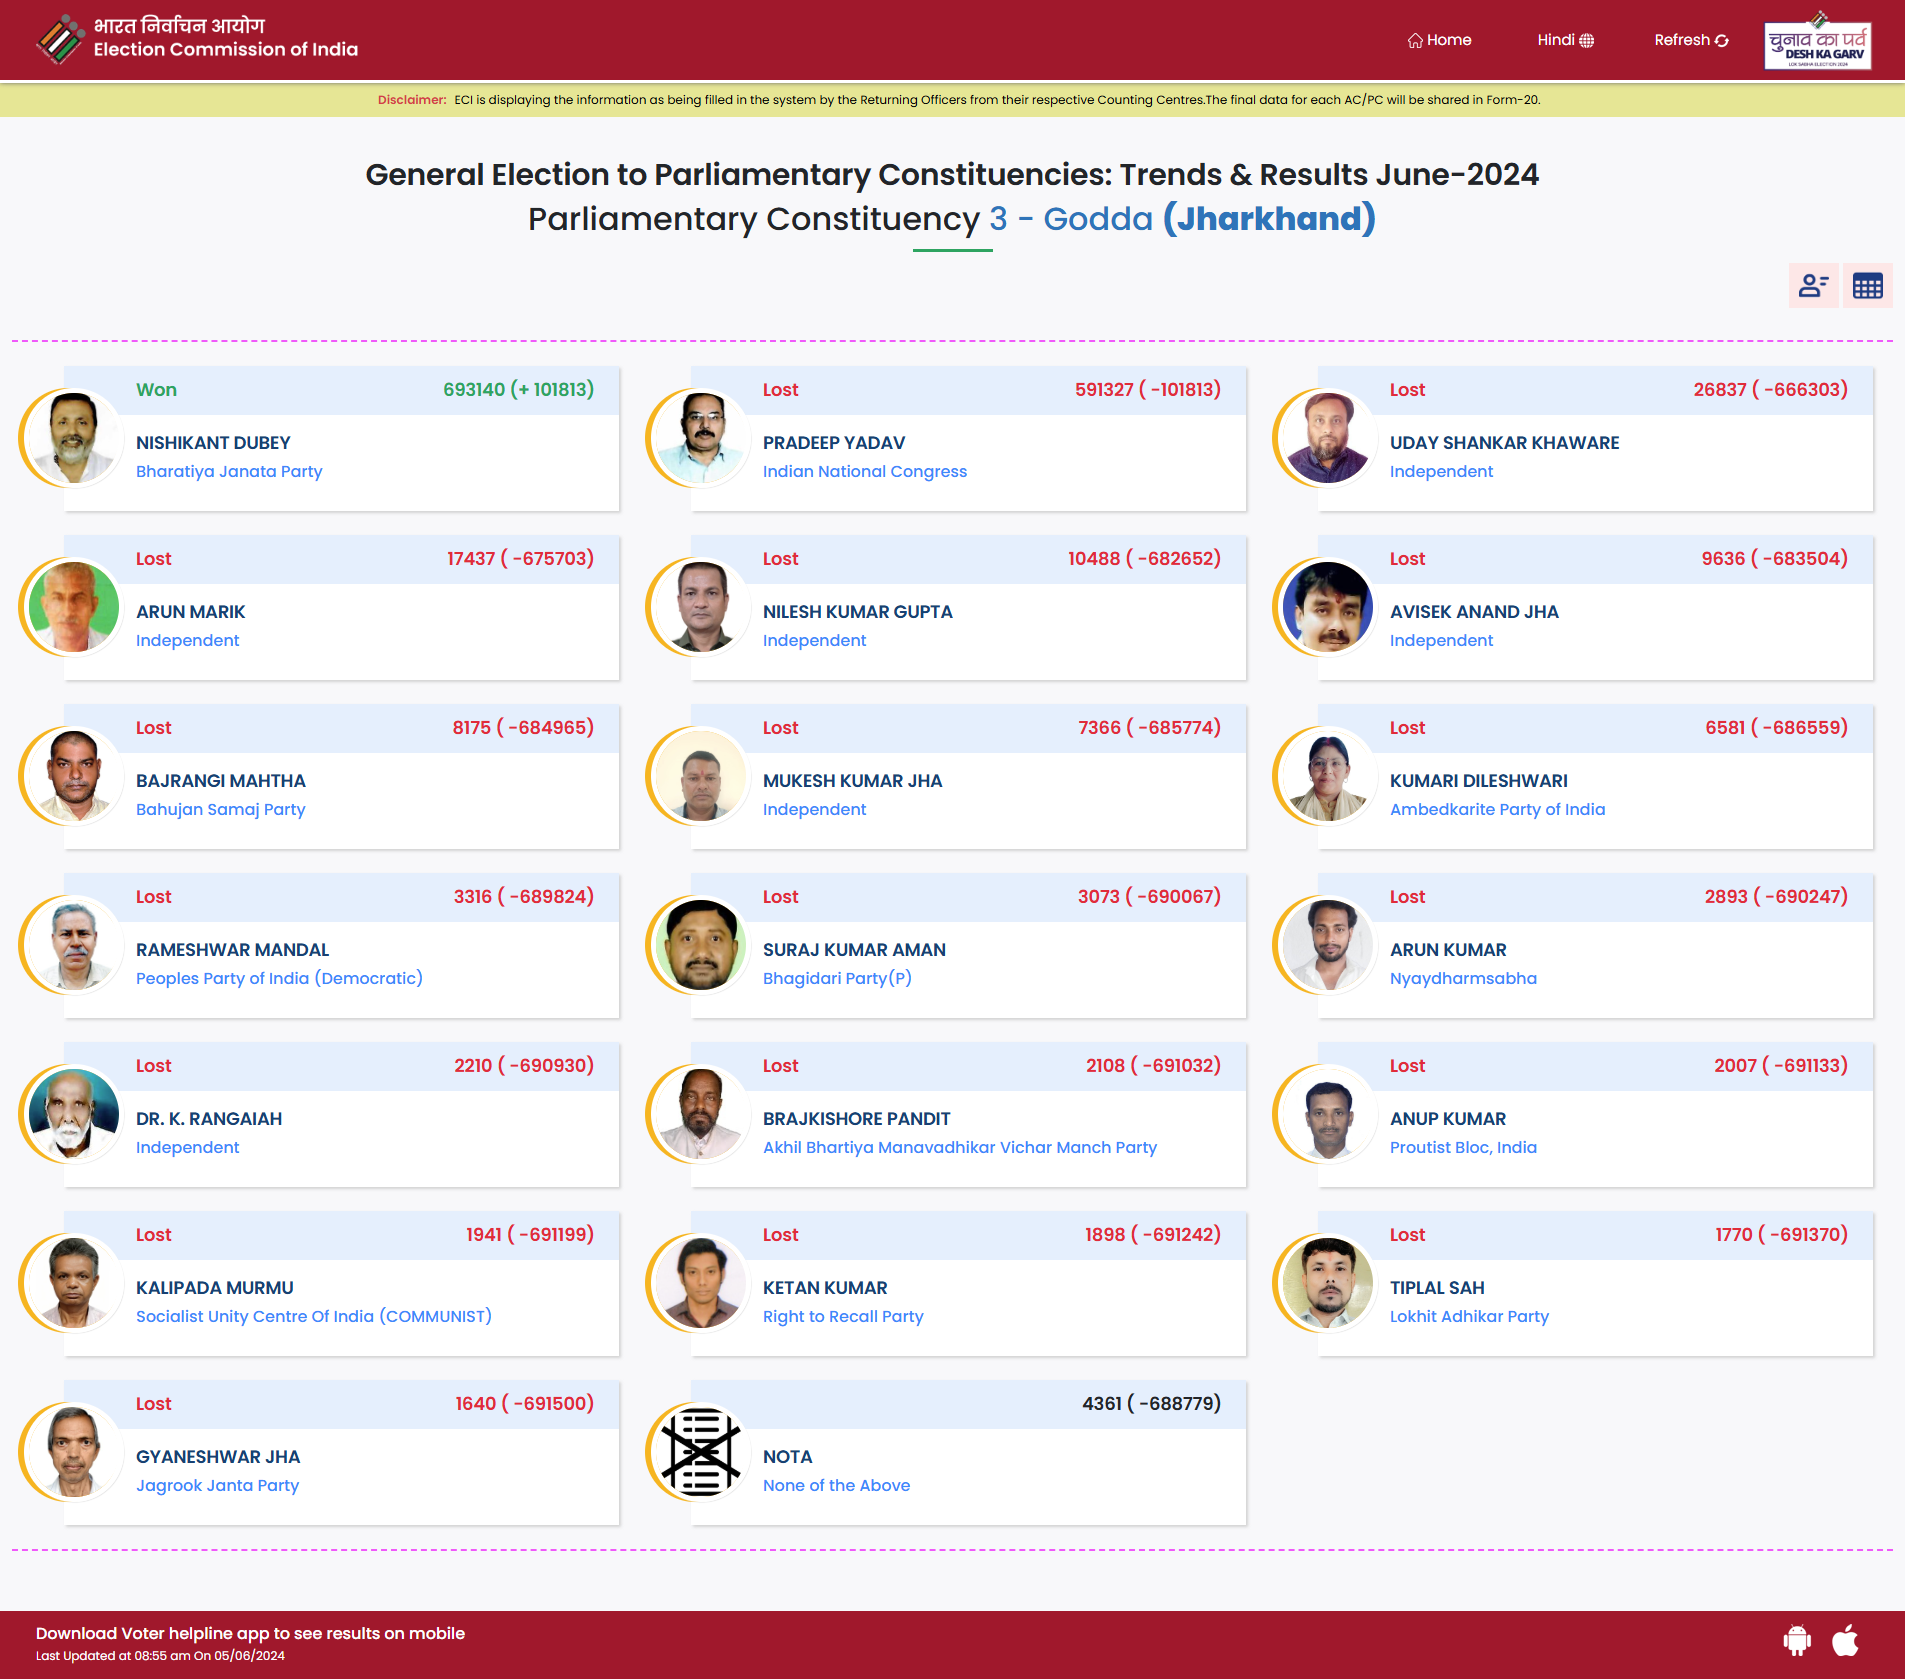 भारत निर्वाचन आयोग
Election Commission of India
Home
Hindi
Refresh
चुनाव का पर्व
DESH KA GARV
LOK SABHA ELECTION 2024
Disclaimer: ECI is displaying the information as being filled in the system by the Returning Officers from their respective Counting Centres.The final data for each AC/PC will be shared in Form-20.
General Election to Parliamentary Constituencies: Trends & Results June-2024
Parliamentary Constituency 3 - Godda (Jharkhand)
Won 693140 (+ 101813)
NISHIKANT DUBEY
Bharatiya Janata Party
Lost 591327 ( -101813)
PRADEEP YADAV
Indian National Congress
Lost 26837 ( -666303)
UDAY SHANKAR KHAWARE
Independent
Lost 17437 ( -675703)
ARUN MARIK
Independent
Lost 10488 ( -682652)
NILESH KUMAR GUPTA
Independent
Lost 9636 ( -683504)
AVISEK ANAND JHA
Independent
Lost 8175 ( -684965)
BAJRANGI MAHTHA
Bahujan Samaj Party
Lost 7366 ( -685774)
MUKESH KUMAR JHA
Independent
Lost 6581 ( -686559)
KUMARI DILESHWARI
Ambedkarite Party of India
Lost 3316 ( -689824)
RAMESHWAR MANDAL
Peoples Party of India (Democratic)
Lost 3073 ( -690067)
SURAJ KUMAR AMAN
Bhagidari Party(P)
Lost 2893 ( -690247)
ARUN KUMAR
Nyaydharmsabha
Lost 2210 ( -690930)
DR. K. RANGAIAH
Independent
Lost 2108 ( -691032)
BRAJKISHORE PANDIT
Akhil Bhartiya Manavadhikar Vichar Manch Party
Lost 2007 ( -691133)
ANUP KUMAR
Proutist Bloc, India
Lost 1941 ( -691199)
KALIPADA MURMU
Socialist Unity Centre Of India (COMMUNIST)
Lost 1898 ( -691242)
KETAN KUMAR
Right to Recall Party
Lost 1770 ( -691370)
TIPLAL SAH
Lokhit Adhikar Party
Lost 1640 ( -691500)
GYANESHWAR JHA
Jagrook Janta Party
4361 ( -688779)
NOTA
None of the Above
Download Voter helpline app to see results on mobile
Last Updated at 08:55 am On 05/06/2024